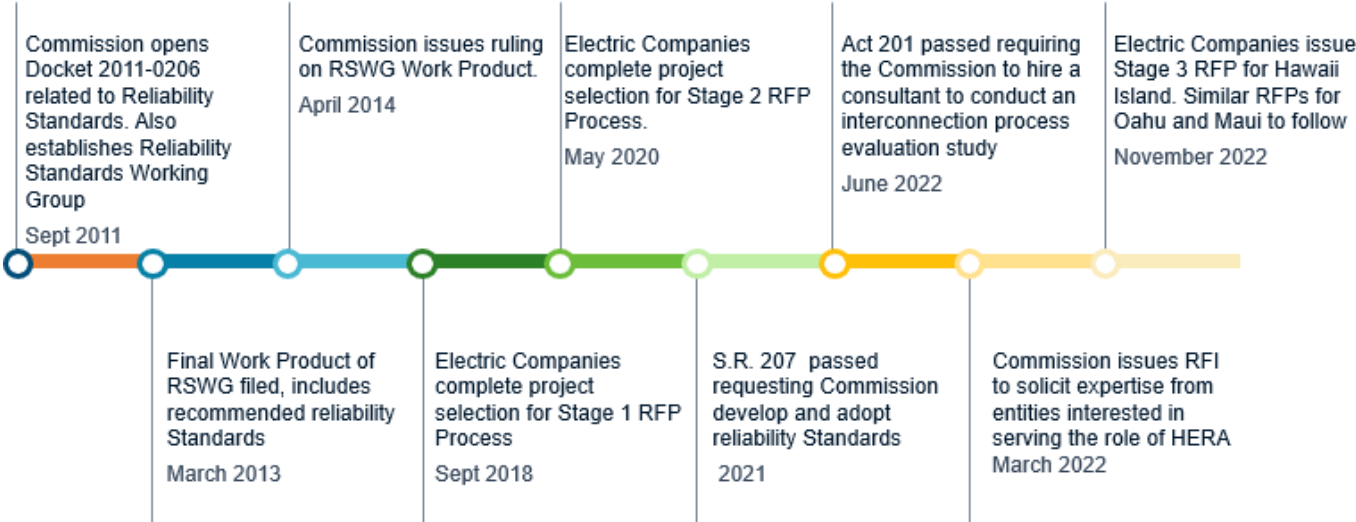 Commission opens
Docket 2011-0206
related to Reliability
Standards. Also
establishes Reliability
Standards Working
Group
Sept 2011
Commission issues ruling
on RSWG Work Product.
April 2014
Electric Companies
complete project
selection for Stage 2 RFP
Process.
May 2020
Act 201 passed requiring
the Commission to hire a
consultant to conduct an
interconnection process
evaluation study
June 2022
Electric Companies issue
Stage 3 RFP for Hawaii
Island. Similar RFPs for
Oahu and Maui to follow
November 2022
Final Work Product of
RSWG filed, includes
recommended reliability
Standards
March 2013
Electric Companies
complete project
selection for Stage 1 RFP
Process
Sept 2018
S.R. 207 passed
requesting Commission
develop and adopt
reliability Standards
2021
Commission issues RFI
to solicit expertise from
entities interested in
serving the role of HERA
March 2022